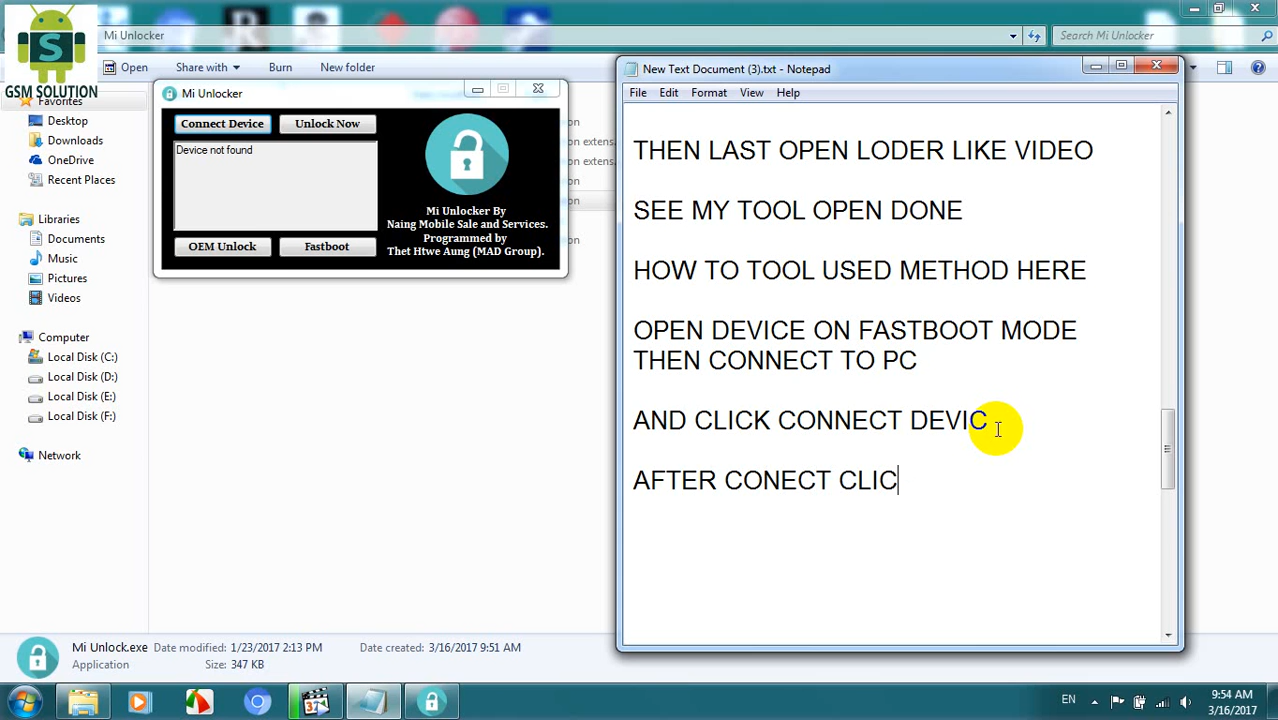 Mi Unlocker
Search Mi Unlocker
S
GSM SOLUTION
Open
Share with
Burn
New folder
Favorites
Desktop
Downloads
OneDrive
Recent Places
Libraries
Documents
Music
Pictures
Videos
Computer
Local Disk (C:)
Local Disk (D:)
Local Disk (E:)
Local Disk (F:)
Network
Mi Unlocker
Connect Device
Unlock Now
Device not found
OEM Unlock
Fastboot
Mi Unlocker By
Naing Mobile Sale and Services.
Programmed by
Thet Htwe Aung (MAD Group).
New Text Document (3).txt - Notepad
File Edit Format View Help
THEN LAST OPEN LODER LIKE VIDEO
SEE MY TOOL OPEN DONE
HOW TO TOOL USED METHOD HERE
OPEN DEVICE ON FASTBOOT MODE
THEN CONNECT TO PC
AND CLICK CONNECT DEVIC
AFTER CONECT CLIC
Mi Unlock.exe Date modified: 1/23/2017 2:13 PM Date created: 3/16/2017 9:51 AM
Application Size: 347 KB
EN
9:54 AM
3/16/2017